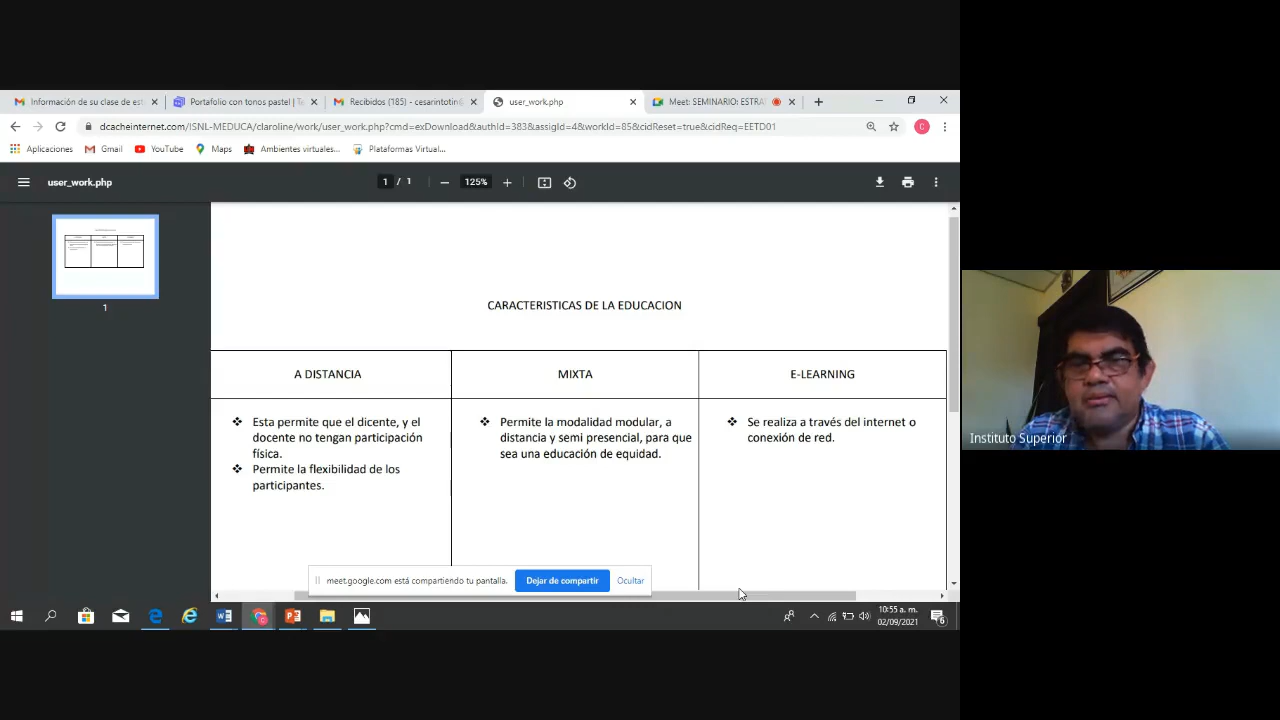 Información de su clase de est
Portafolio con tonos pastel | Te
Recibidos (185) - cesarintotin@
user_work.php
Meet: SEMINARIO: ESTRA
dcacheinternet.com/ISNL-MEDUCA/claroline/work/user_work.php?cmd=exDownload&authId=383&assigId=4&workId=85&cidReset=true&cidReq=EETD01
C
Aplicaciones
Gmail
YouTube
Maps
Ambientes virtuales...
Plataformas Virtual...
user_work.php
1 / 1
125%
1
CARACTERISTICAS DE LA EDUCACION
A DISTANCIA
MIXTA
E-LEARNING
Esta permite que el dicente, y el
docente no tengan participación
física.
Permite la flexibilidad de los
participantes.
Permite la modalidad modular, a
distancia y semi presencial, para que
sea una educación de equidad.
Se realiza a través del internet o
conexión de red.
meet.google.com está compartiendo tu pantalla.
Dejar de compartir
Ocultar
10:55 a. m.
02/09/2021
6
Instituto Superior